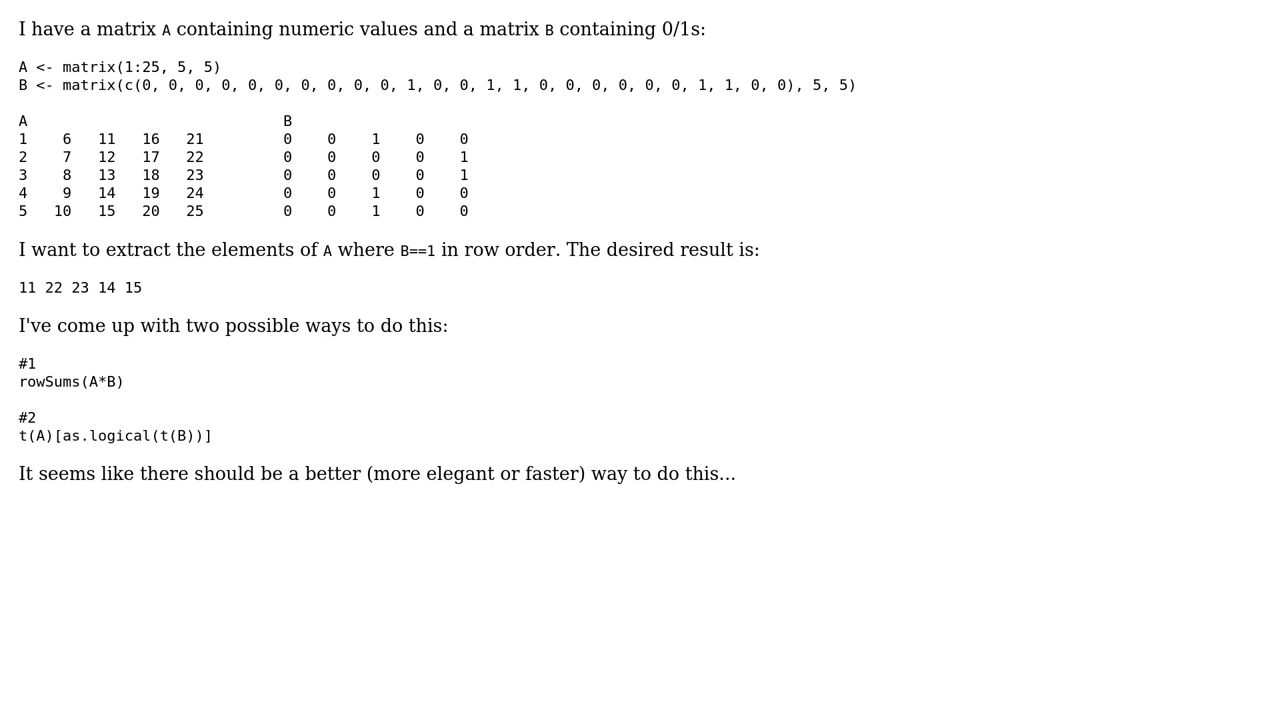 I have a matrix A containing numeric values and a matrix B containing 0/1s:
A <- matrix(1:25, 5, 5)
B <- matrix(c(0, 0, 0, 0, 0, 0, 0, 0, 0, 0, 1, 0, 0, 1, 1, 0, 0, 0, 0, 0, 0, 1, 1, 0, 0), 5, 5)
A                             B
1    6   11   16   21         0    0    1    0    0
2    7   12   17   22         0    0    0    0    1
3    8   13   18   23         0    0    0    0    1
4    9   14   19   24         0    0    1    0    0
5   10   15   20   25         0    0    1    0    0
I want to extract the elements of A where B==1 in row order. The desired result is:
11 22 23 14 15
I've come up with two possible ways to do this:
#1
rowSums(A*B)
#2
t(A)[as.logical(t(B))]
It seems like there should be a better (more elegant or faster) way to do this...